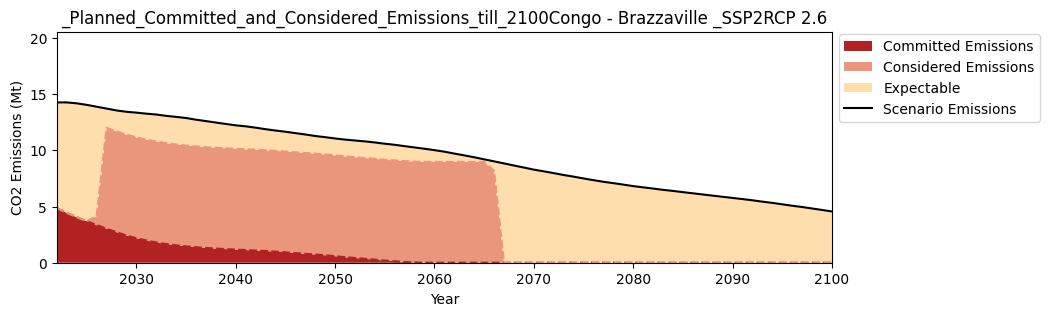 _Planned_Committed_and_Considered_Emissions_till_2100Congo - Brazzaville _SSP2RCP 2.6
20
15
10
5
0
CO2 Emissions (Mt)
2030 2040 2050 2060 2070 2080 2090 2100
Year
Committed Emissions
Considered Emissions
Expectable
Scenario Emissions